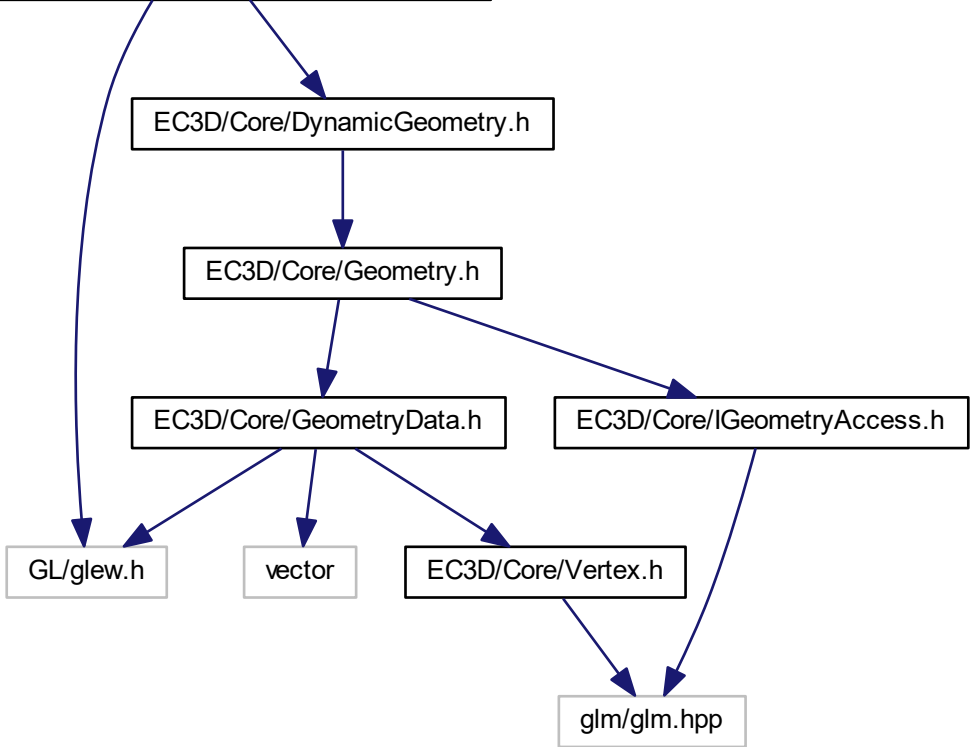 EC3D/Core/DynamicGeometry.h
EC3D/Core/Geometry.h
EC3D/Core/GeometryData.h
EC3D/Core/IGeometryAccess.h
GL/glew.h
vector
EC3D/Core/Vertex.h
glm/glm.hpp